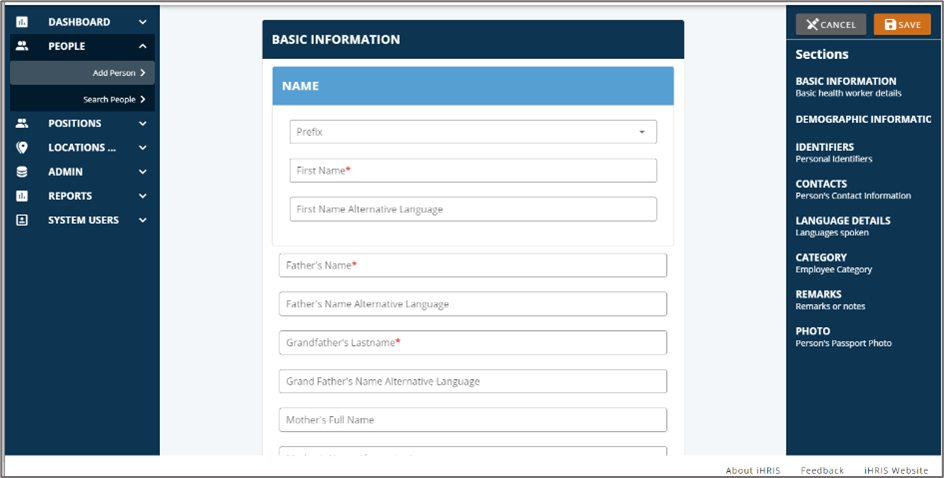 DASHBOARD
PEOPLE
Add Person
Search People
POSITIONS
LOCATIONS ...
ADMIN
REPORTS
SYSTEM USERS
BASIC INFORMATION
NAME
Prefix
First Name*
First Name Alternative Language
Father's Name*
Father's Name Alternative Language
Grandfather's Lastname*
Grand Father's Name Alternative Language
Mother's Full Name
CANCEL
SAVE
Sections
BASIC INFORMATION
Basic health worker details
DEMOGRAPHIC INFORMATIC
IDENTIFIERS
Personal Identifiers
CONTACTS
Person's Contact Information
LANGUAGE DETAILS
Languages spoken
CATEGORY
Employee Category
REMARKS
Remarks or notes
PHOTO
Person's Passport Photo
About iHRIS
Feedback
iHRIS Website